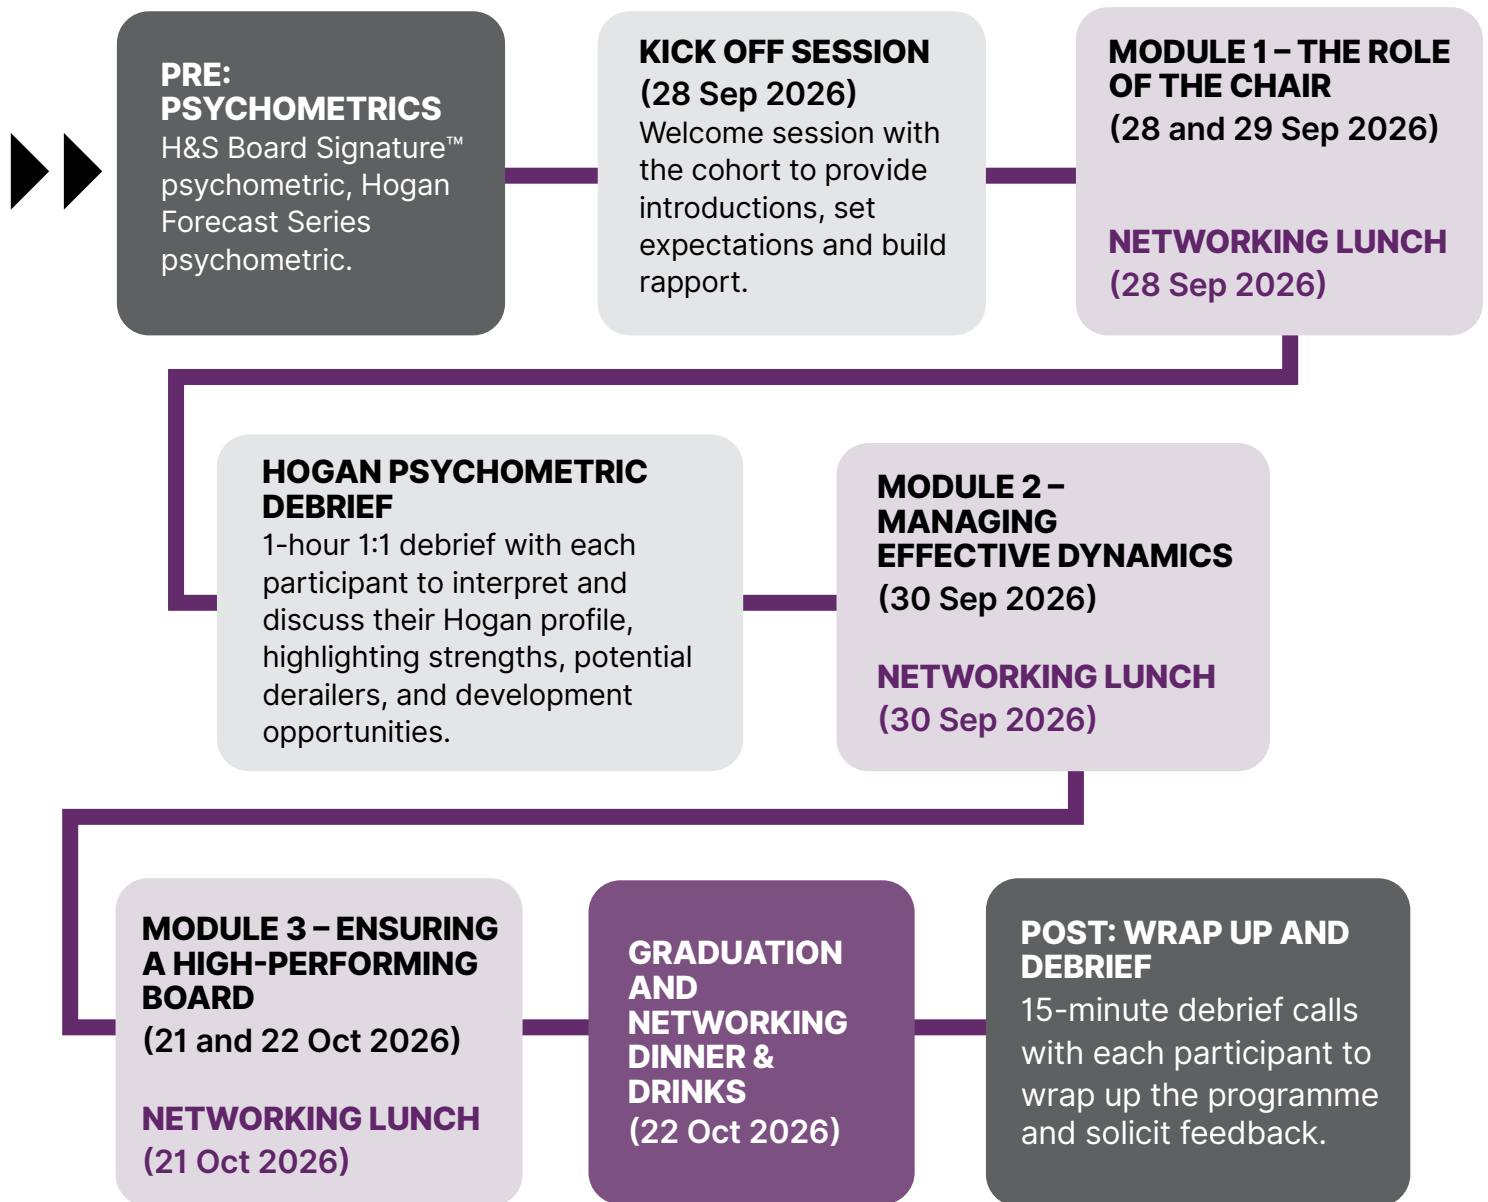 PRE:
PSYCHOMETRICS
H&S Board Signature™
psychometric, Hogan
Forecast Series
psychometric.
KICK OFF SESSION
(28 Sep 2026)
Welcome session with
the cohort to provide
introductions, set
expectations and build
rapport.
MODULE 1 – THE ROLE
OF THE CHAIR
(28 and 29 Sep 2026)
NETWORKING LUNCH
(28 Sep 2026)
HOGAN PSYCHOMETRIC
DEBRIEF
1-hour 1:1 debrief with each
participant to interpret and
discuss their Hogan profile,
highlighting strengths, potential
derailers, and development
opportunities.
MODULE 2 –
MANAGING
EFFECTIVE DYNAMICS
(30 Sep 2026)
NETWORKING LUNCH
(30 Sep 2026)
MODULE 3 – ENSURING
A HIGH-PERFORMING
BOARD
(21 and 22 Oct 2026)
NETWORKING LUNCH
(21 Oct 2026)
GRADUATION
AND
NETWORKING
DINNER &
DRINKS
(22 Oct 2026)
POST: WRAP UP AND
DEBRIEF
15-minute debrief calls
with each participant to
wrap up the programme
and solicit feedback.